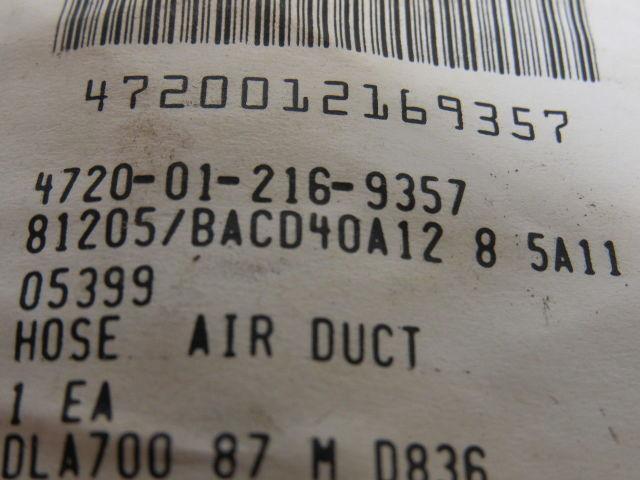 4720012169357
4720-01-216-9357
81205/BACD40A12 8 5A11
05399
HOSE AIR DUCT
1 EA
DLA700 87 M D836